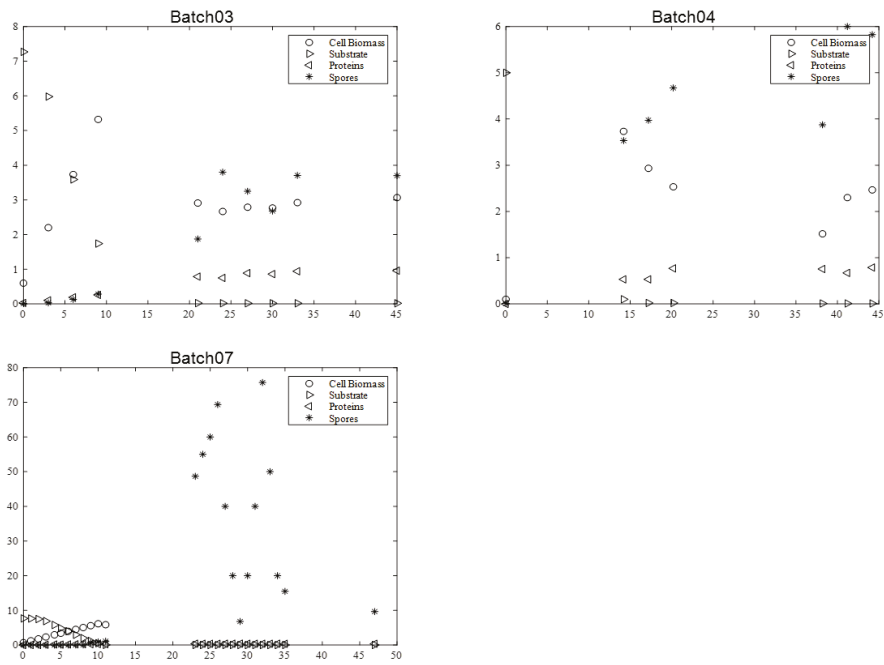 Batch03
8
7
6
5
4
3
2
1
0
0 5 10 15 20 25 30 35 40 45
Cell Biomass
Substrate
Proteins
Spores
Batch04
6
5
4
3
2
1
0
0 5 10 15 20 25 30 35 40 45
Cell Biomass
Substrate
Proteins
Spores
Batch07
80
70
60
50
40
30
20
10
0
0 5 10 15 20 25 30 35 40 45 50
Cell Biomass
Substrate
Proteins
Spores